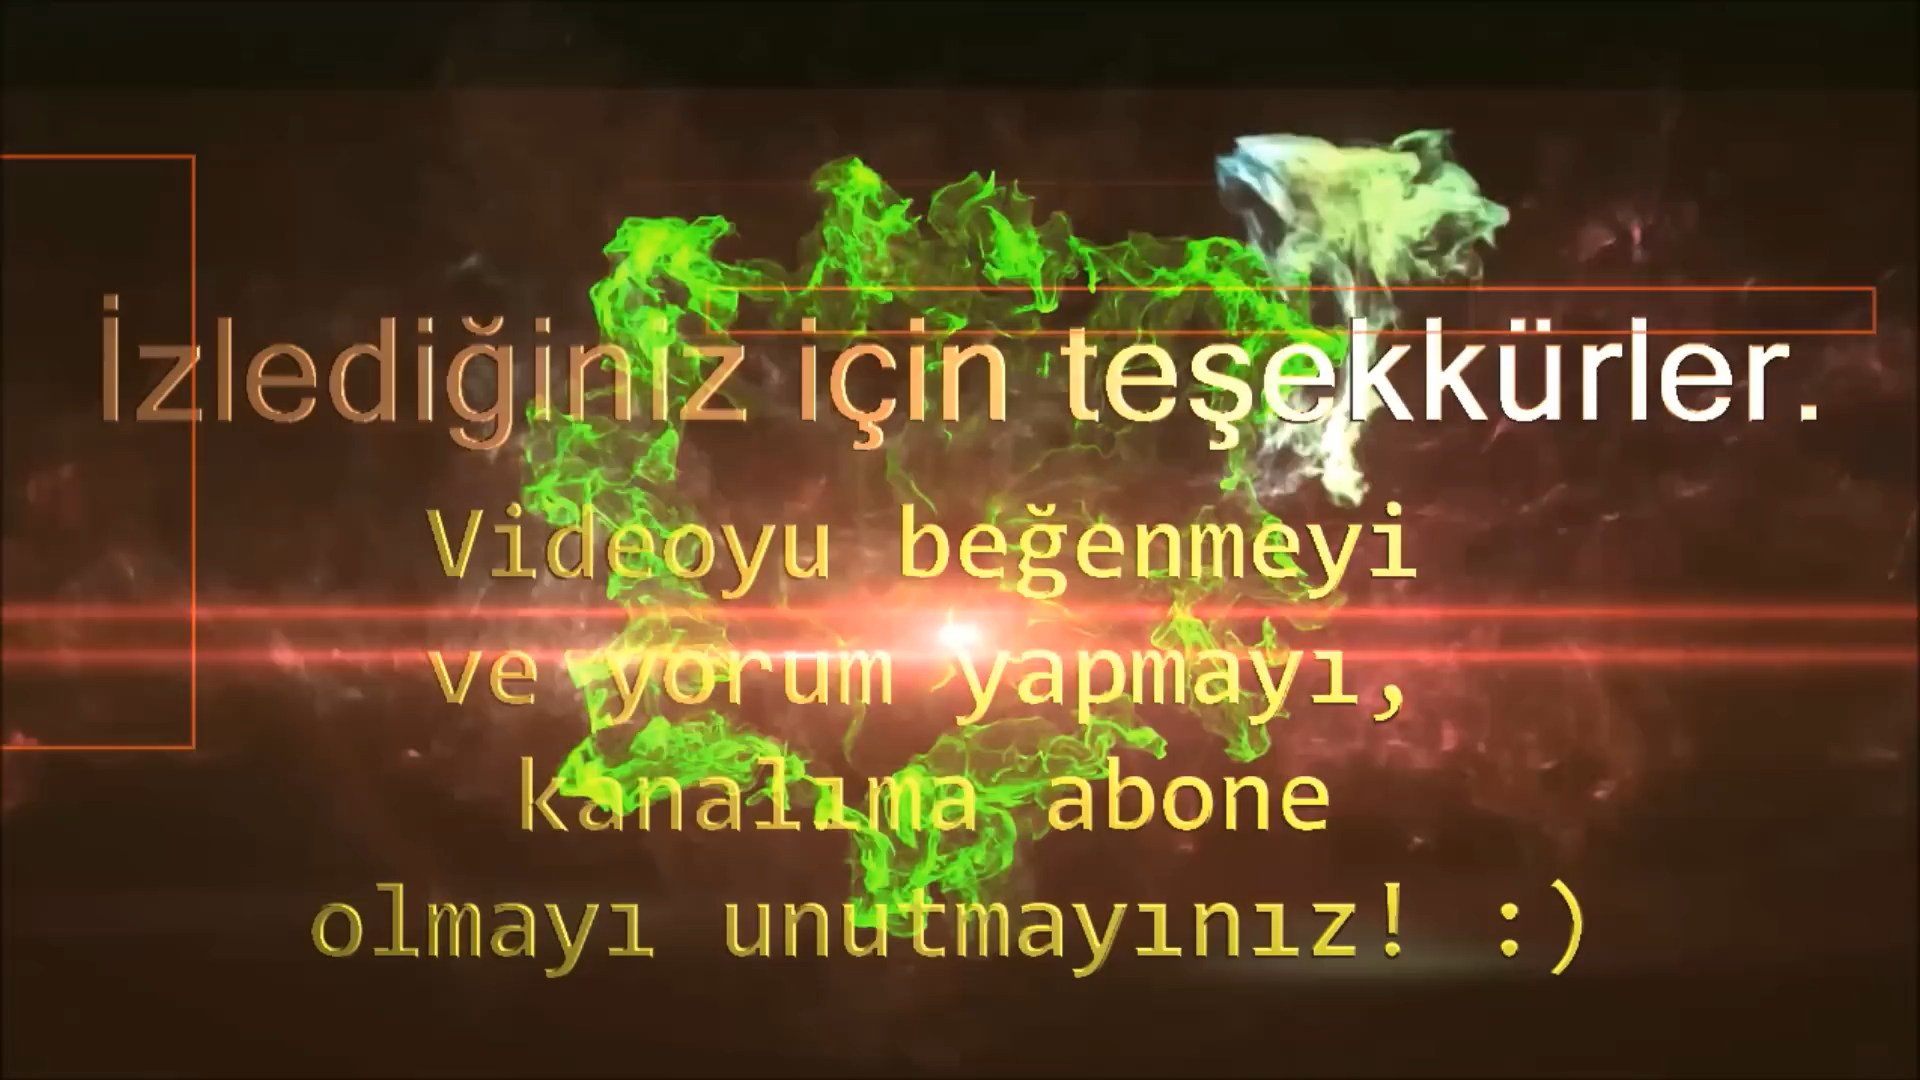 İzlediğiniz için teşekkürler.
Videoyu beğenmeyi
ve yorum yapmayı,
kanalıma abone
olmayı unutmayınız! :)